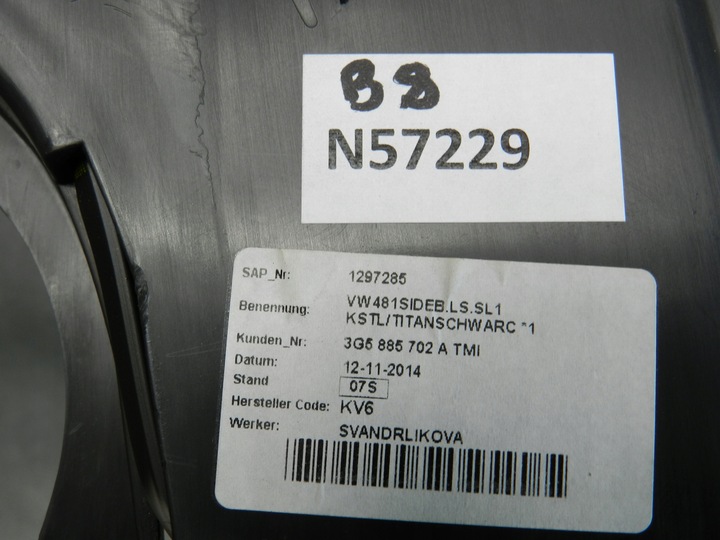 B8
N57229
SAP_Nr: 1297285
Benennung: VW481SIDEB.LS.SL1
KSTL/TITANSCHWARC *1
Kunden_Nr: 3G5 885 702 A TMI
Datum: 12-11-2014
Stand 07S
Hersteller Code: KV6
Werker: SVANDRLIKOVA